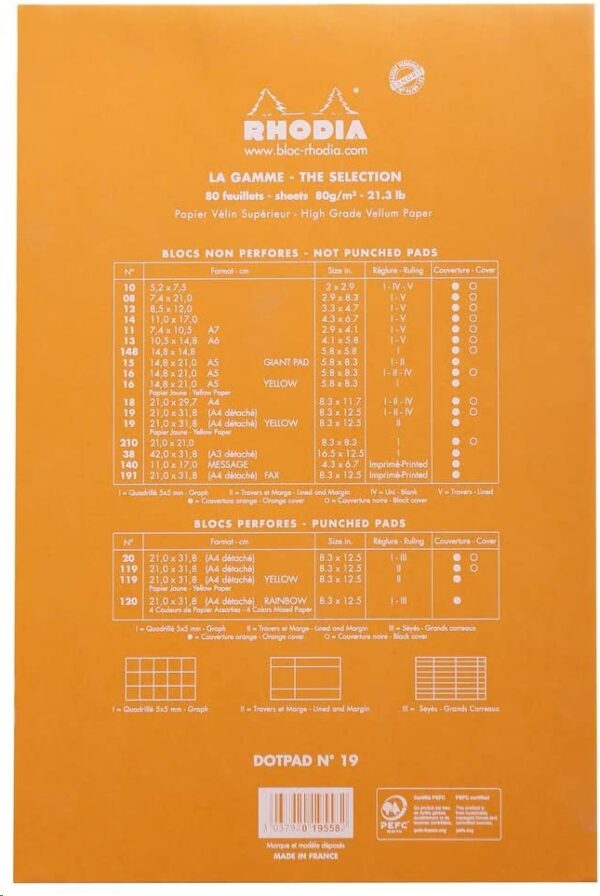 RHODIA
www.bloc-rhodia.com
LA GAMME - THE SELECTION
80 feuillets - sheets 80g/m² - 21.3 lb
Papier Vélin Supérieur - High Grade Vellum Paper
BLOCS NON PERFORES - NOT PUNCHED PADS
N° Format - cm Size in. Réglure - Ruling Couverture - Cover
10 5,2 x 7,5 2 x 2.9 I - IV - V ● ○
08 7,4 x 21,0 2.9 x 8.3 I - V ● ○
12 8,5 x 12,0 3.3 x 4.7 I - V ● ○
14 11,0 x 17,0 4.3 x 6.7 I - V ● ○
11 7,4 x 10,5 A7 2.9 x 4.1 I - V ● ○
13 10,5 x 14,8 A6 4.1 x 5.8 I - V ● ○
148 14,8 x 14,8 5.8 x 5.8 I ● ○
15 14,8 x 21,0 A5 GIANT PAD 5.8 x 8.3 I - II ●
16 14,8 x 21,0 A5 5.8 x 8.3 I - II - IV ● ○
16 14,8 x 21,0 A5 YELLOW 5.8 x 8.3 I ●
Papier Jaune - Yellow Paper
18 21,0 x 29,7 A4 8.3 x 11.7 I - II - IV ● ○
19 21,0 x 31,8 (A4 détaché) 8.3 x 12.5 I - II - IV ● ○
19 21,0 x 31,8 (A4 détaché) YELLOW 8.3 x 12.5 II ●
Papier Jaune - Yellow Paper
210 21,0 x 21,0 8.3 x 8.3 I ● ○
38 42,0 x 31,8 (A3 détaché) 16.5 x 12.5 I ●
140 11,0 x 17,0 MESSAGE 4.3 x 6.7 Imprimé-Printed ●
191 21,0 x 31,8 (A4 détaché) FAX 8.3 x 12.5 Imprimé-Printed ●
I = Quadrillé 5x5 mm - Graph II = Travers et Marge - Lined and Margin IV = Uni - Blank V = Travers - Lined
● = Couverture orange - Orange cover ○ = Couverture noire - Black cover
BLOCS PERFORES - PUNCHED PADS
N° Format - cm Size in. Réglure - Ruling Couverture - Cover
20 21,0 x 31,8 (A4 détaché) 8.3 x 12.5 I - III ● ○
119 21,0 x 31,8 (A4 détaché) 8.3 x 12.5 II ● ○
119 21,0 x 31,8 (A4 détaché) YELLOW 8.3 x 12.5 II ●
Papier Jaune - Yellow Paper
120 21,0 x 31,8 (A4 détaché) RAINBOW 8.3 x 12.5 I - III ●
4 Couleurs de Papier Assorties - 4 Colors Mixed Paper
I = Quadrillé 5x5 mm - Graph II = Travers et Marge - Lined and Margin III = Séyès - Grands carreaux
● = Couverture orange - Orange cover ○ = Couverture noire - Black cover
I = Quadrillé 5x5 mm - Graph II = Travers et Marge - Lined and Margin III = Seyès - Grands Carreaux
DOTPAD N° 19
3 037920 19558
Marque et modèle déposés
MADE IN FRANCE
PEFC
Certifié PEFC
pefc-france.org
PEFC certified
pefc.org